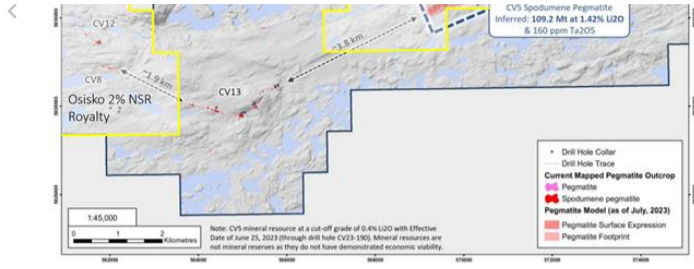 CV5 Spodumene Pegmatite
Inferred: 109.2 Mt at 1.42% Li2O
& 160 ppm Ta2O5
CV12
~3.8 km
CV8
~1.9 km
CV13
Osisko 2% NSR
Royalty
Drill Hole Collar
Drill Hole Trace
Current Mapped Pegmatite Outcrop
Pegmatite
Spodumene pegmatite
Pegmatite Model (as of July, 2023)
Pegmatite Surface Expression
Pegmatite Footprint
1:45,000
0 1 2
Kilometres
Note: CV5 mineral resource at a cut-off grade of 0.4% Li2O with Effective
Date of June 25, 2023 (through drill hole CV23-190). Mineral resources are
not mineral reserves as they do not have demonstrated economic viability.